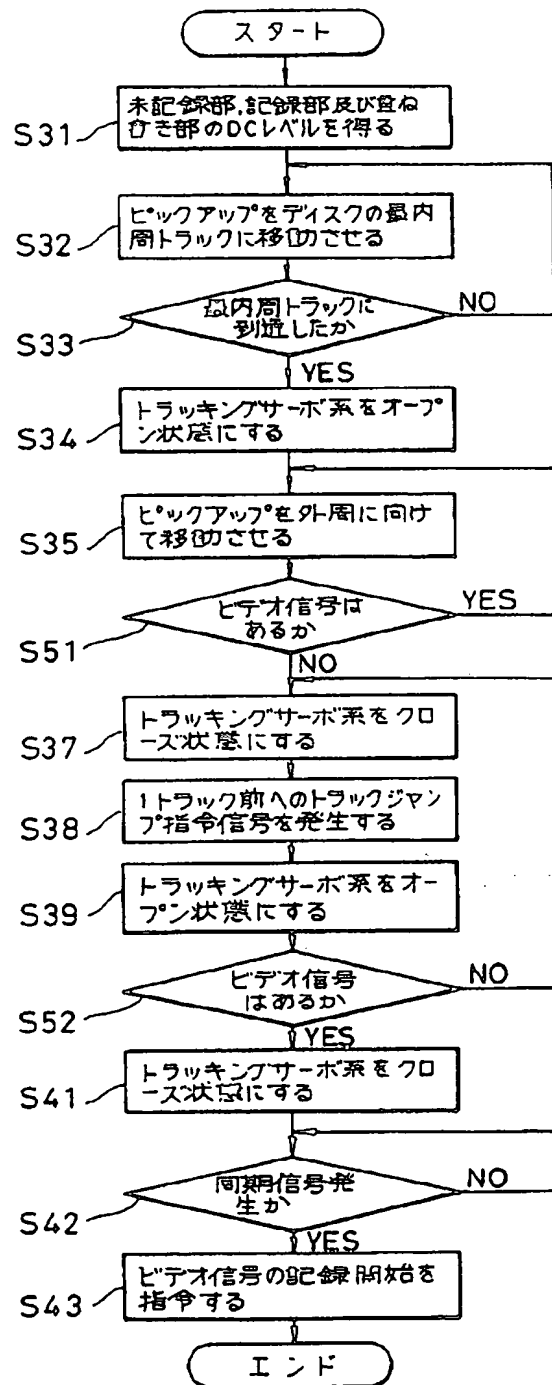 スタート
S31
未記録部,記録部及び重ね
びき部のDCレベルを得る
S32
ピックアップをディスクの最内
周トラックに移動させる
S33
最内周トラックに
到達したか
NO
YES
S34
トラッキングサーボ系をオープ
ン状態にする
S35
ピックアップを外周に向け
て移動させる
S51
ビデオ信号は
あるか
YES
NO
S37
トラッキングサーボ系をクロ
ーズ状態にする
S38
1トラック前へのトラックジャン
プ指令信号を発生する
S39
トラッキングサーボ系をオー
プン状態にする
S52
ビデオ信号
はあるか
NO
YES
S41
トラッキングサーボ系をクロ
ーズ状態にする
S42
同期信号発
生か
NO
YES
S43
ビデオ信号の記録開始を
指令する
エンド